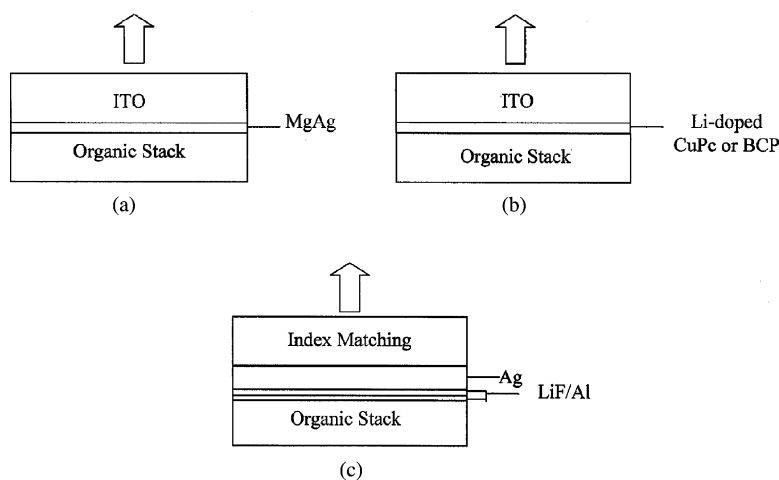 ITO
MgAg
Organic Stack
(a)
ITO
Li-doped
CuPc or BCP
Organic Stack
(b)
Index Matching
Ag
LiF/Al
Organic Stack
(c)